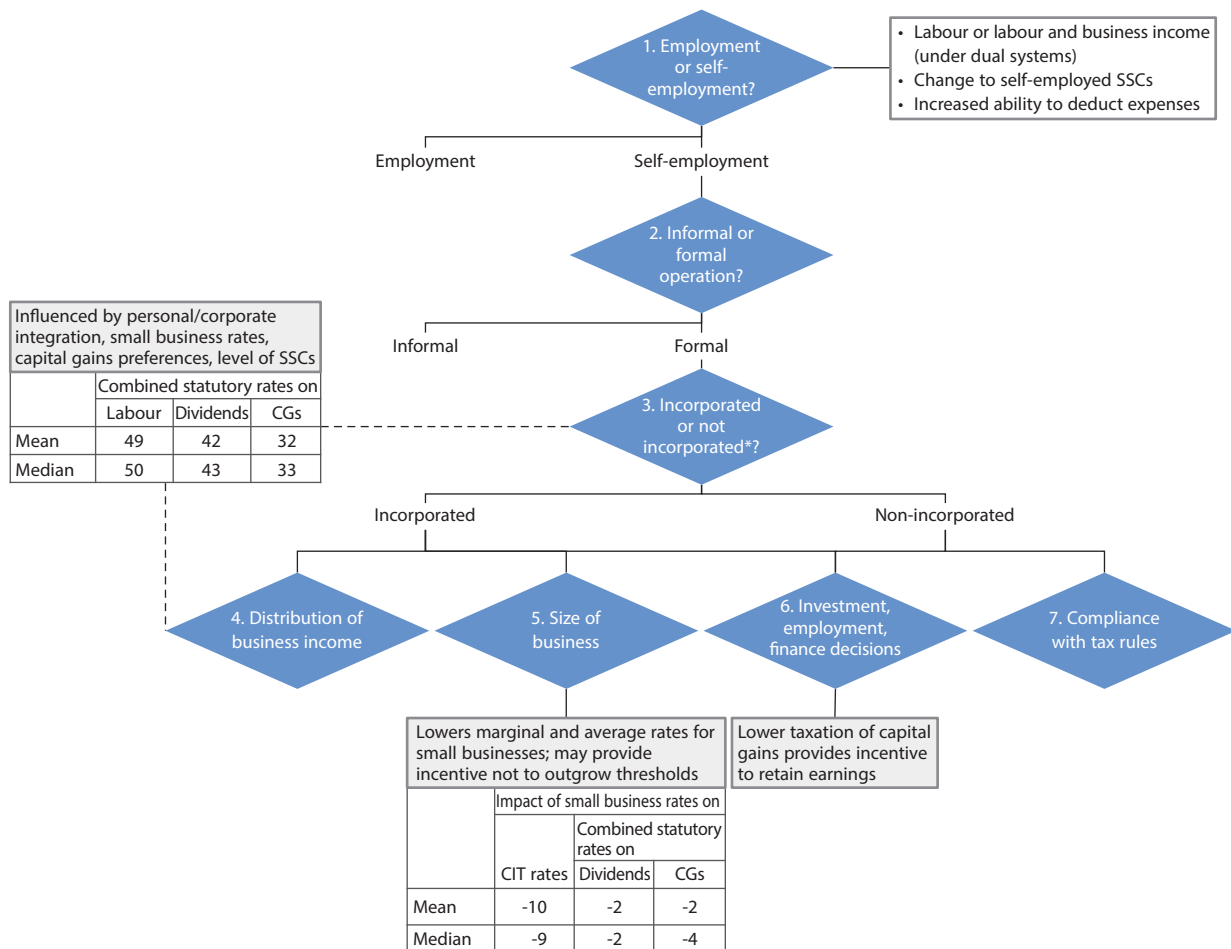 1. Employment
or self-
employment?
• Labour or labour and business income
(under dual systems)
• Change to self-employed SSCs
• Increased ability to deduct expenses
Employment
Self-employment
2. Informal or
formal
operation?
Informal
Formal
Influenced by personal/corporate
integration, small business rates,
capital gains preferences, level of SSCs
Combined statutory rates on
Labour Dividends CGs
Mean 49 42 32
Median 50 43 33
3. Incorporated
or not
incorporated*?
Incorporated
Non-incorporated
4. Distribution of
business income
5. Size of
business
6. Investment,
employment,
finance decisions
7. Compliance
with tax rules
Lowers marginal and average rates for
small businesses; may provide
incentive not to outgrow thresholds
Impact of small business rates on
Combined statutory
rates on
CIT rates Dividends CGs
Mean -10 -2 -2
Median -9 -2 -4
Lower taxation of capital
gains provides incentive
to retain earnings